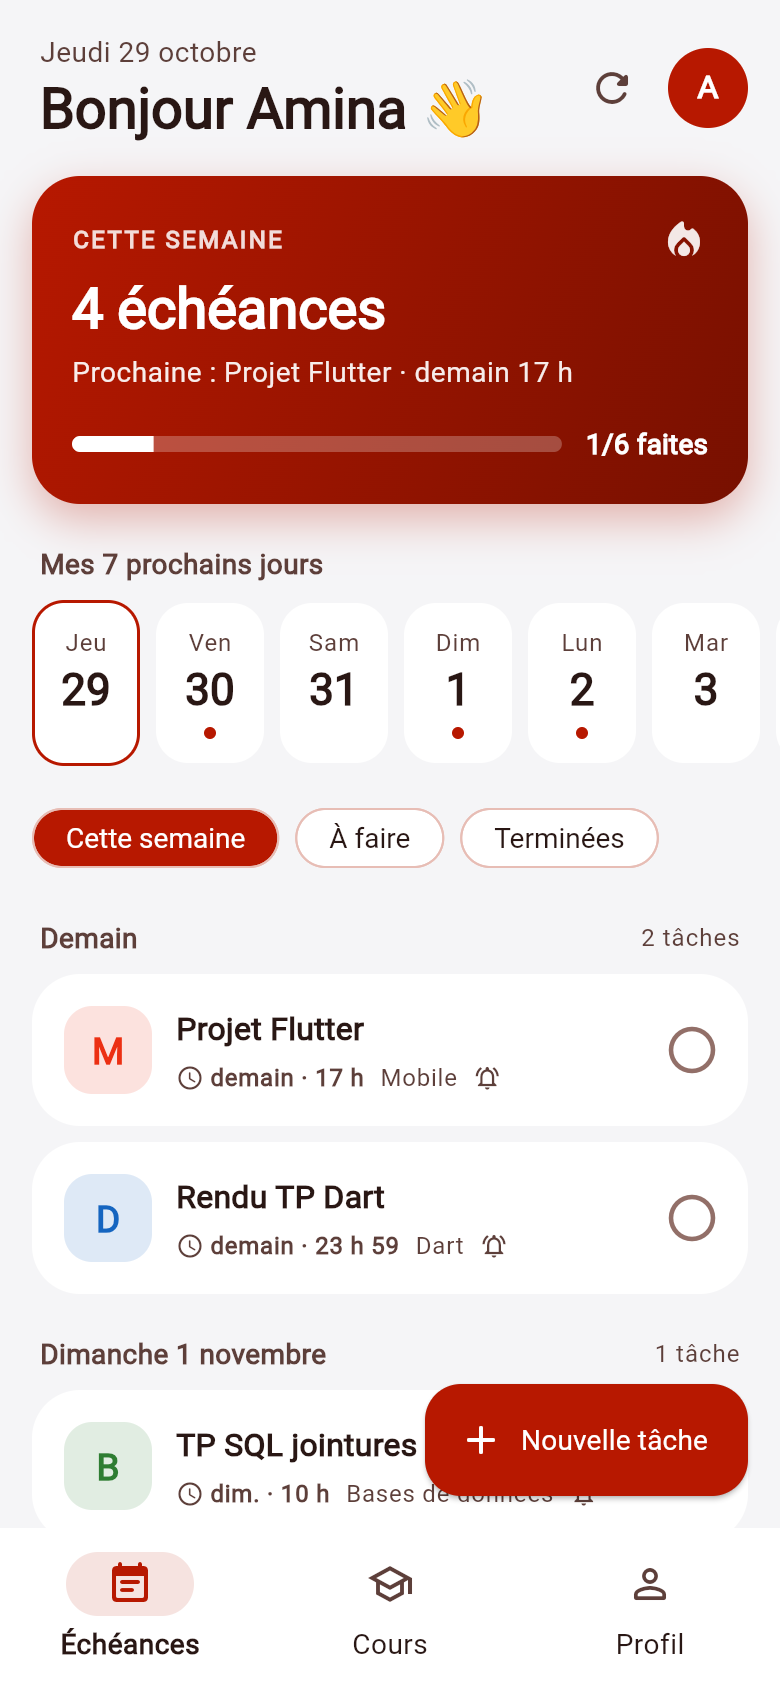 Jeudi 29 octobre
Bonjour Amina 👋
A
CETTE SEMAINE
4 échéances
Prochaine : Projet Flutter · demain 17 h
1/6 faites
Mes 7 prochains jours
Jeu Ven Sam Dim Lun Mar
29 30 31 1 2 3
Cette semaine À faire Terminées
Demain 2 tâches
M
Projet Flutter
demain · 17 h Mobile
D
Rendu TP Dart
demain · 23 h 59 Dart
Dimanche 1 novembre 1 tâche
B
TP SQL jointures
Nouvelle tâche
dim. · 10 h Bases de données
Échéances Cours Profil